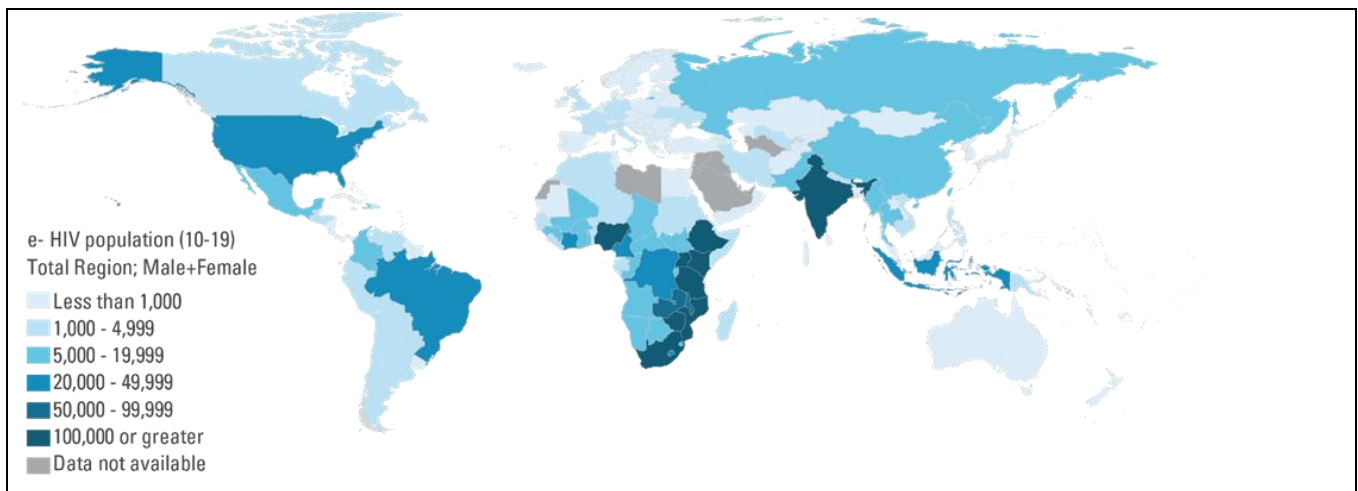 e- HIV population (10-19)
Total Region; Male+Female
Less than 1,000
1,000 - 4,999
5,000 - 19,999
20,000 - 49,999
50,000 - 99,999
100,000 or greater
Data not available